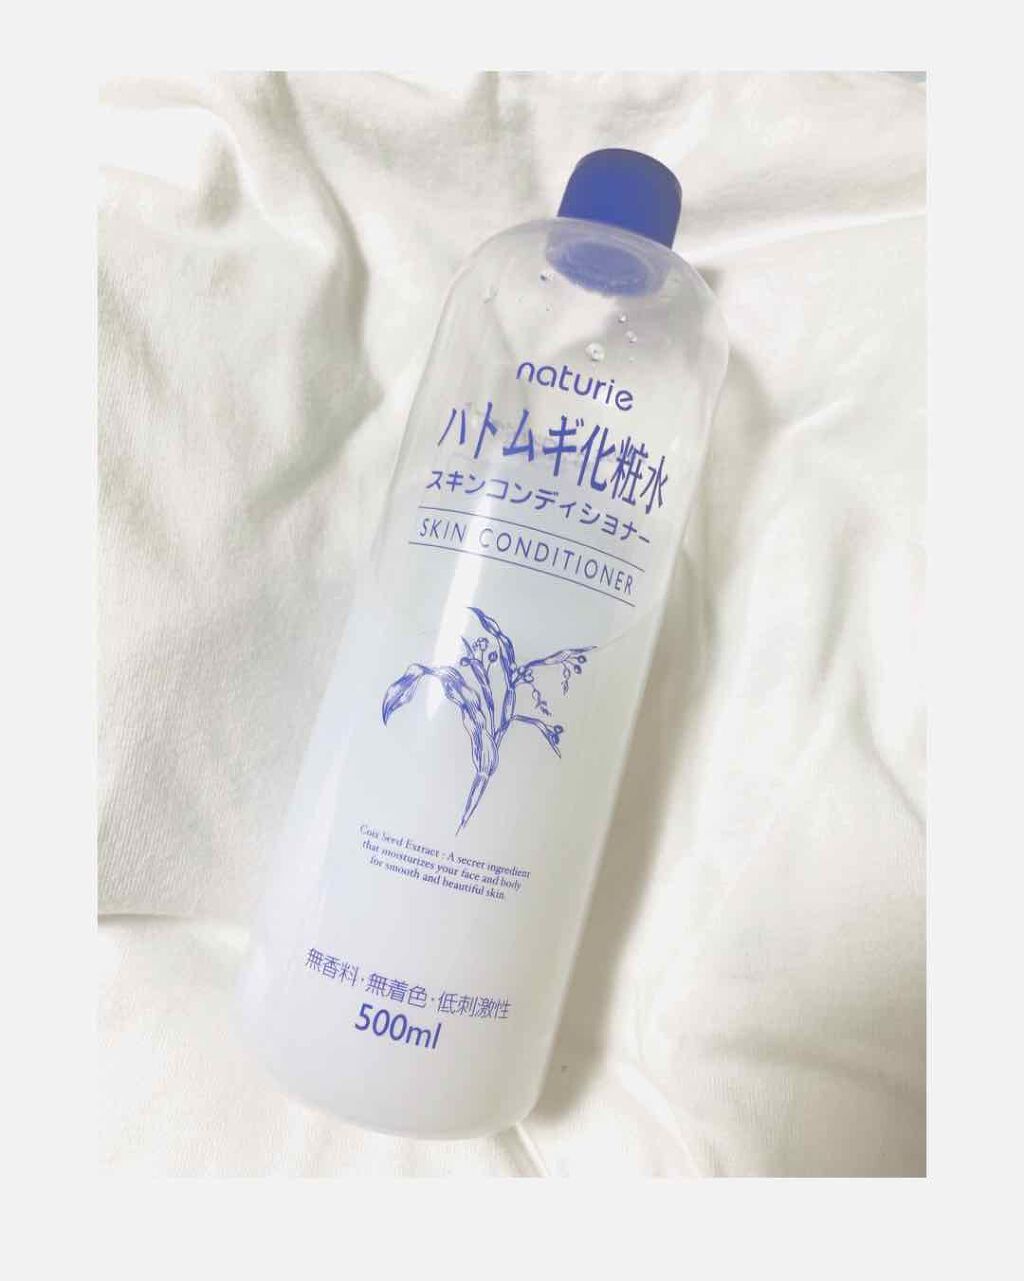 naturie
ハトムギ化粧水
スキンコンディショナー
SKIN CONDITIONER
Coix Seed Extract : A secret ingredient
that moisturizes your face and body
for smooth and beautiful skin.
無香料・無着色・低刺激性
500ml